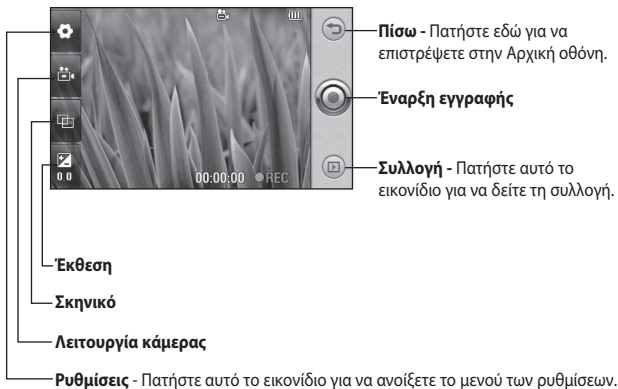 Πίσω - Πατήστε εδώ για να
επιστρέψετε στην Αρχική οθόνη.
Έναρξη εγγραφής
0.0
00:00:00 REC
Συλλογή - Πατήστε αυτό το
εικονίδιο για να δείτε τη συλλογή.
Έκθεση
Σκηνικό
Λειτουργία κάμερας
Ρυθμίσεις - Πατήστε αυτό το εικονίδιο για να ανοίξετε το μενού των ρυθμίσεων.